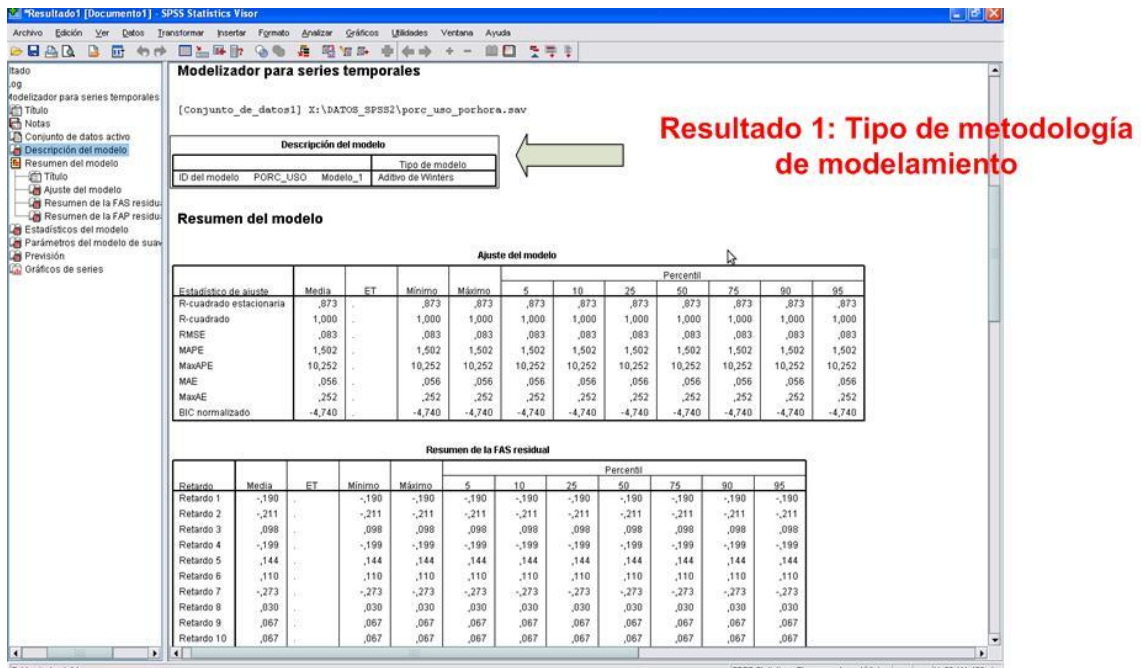 *Resultado1 [Documento1] - SPSS Statistics Visor
Archivo Edición Ver Datos Transformar Insertar Formato Analizar Gráficos Utilidades Ventana Ayuda
ltado
.og
Modelizador para series temporales
Título
Notas
Conjunto de datos activo
Descripción del modelo
Resumen del modelo
Título
Ajuste del modelo
Resumen de la FAS residu
Resumen de la FAP residu
Estadísticos del modelo
Parámetros del modelo de suav
Previsión
Gráficos de series
Modelizador para series temporales
[Conjunto_de_datos1] X:\DATOS_SPSS2\porc_uso_porhora.sav
Resultado 1: Tipo de metodología
de modelamiento
Descripción del modelo
Tipo de modelo
ID del modelo PORC_USO Modelo_1 Aditivo de Winters
Resumen del modelo
Ajuste del modelo
Percentil
Estadístico de ajuste Media ET Mínimo Máximo 5 10 25 50 75 90 95
R-cuadrado estacionaria ,873 . ,873 ,873 ,873 ,873 ,873 ,873 ,873 ,873 ,873
R-cuadrado 1,000 . 1,000 1,000 1,000 1,000 1,000 1,000 1,000 1,000 1,000
RMSE ,083 . ,083 ,083 ,083 ,083 ,083 ,083 ,083 ,083 ,083
MAPE 1,502 . 1,502 1,502 1,502 1,502 1,502 1,502 1,502 1,502 1,502
MaxAPE 10,252 . 10,252 10,252 10,252 10,252 10,252 10,252 10,252 10,252 10,252
MAE ,056 . ,056 ,056 ,056 ,056 ,056 ,056 ,056 ,056 ,056
MaxAE ,252 . ,252 ,252 ,252 ,252 ,252 ,252 ,252 ,252 ,252
BIC normalizado -4,740 . -4,740 -4,740 -4,740 -4,740 -4,740 -4,740 -4,740 -4,740 -4,740
Resumen de la FAS residual
Percentil
Retardo Media ET Mínimo Máximo 5 10 25 50 75 90 95
Retardo 1 -,190 . -,190 -,190 -,190 -,190 -,190 -,190 -,190 -,190 -,190
Retardo 2 -,211 . -,211 -,211 -,211 -,211 -,211 -,211 -,211 -,211 -,211
Retardo 3 ,098 . ,098 ,098 ,098 ,098 ,098 ,098 ,098 ,098 ,098
Retardo 4 -,199 . -,199 -,199 -,199 -,199 -,199 -,199 -,199 -,199 -,199
Retardo 5 ,144 . ,144 ,144 ,144 ,144 ,144 ,144 ,144 ,144 ,144
Retardo 6 ,110 . ,110 ,110 ,110 ,110 ,110 ,110 ,110 ,110 ,110
Retardo 7 -,273 . -,273 -,273 -,273 -,273 -,273 -,273 -,273 -,273 -,273
Retardo 8 ,030 . ,030 ,030 ,030 ,030 ,030 ,030 ,030 ,030 ,030
Retardo 9 ,067 . ,067 ,067 ,067 ,067 ,067 ,067 ,067 ,067 ,067
Retardo 10 ,067 . ,067 ,067 ,067 ,067 ,067 ,067 ,067 ,067 ,067